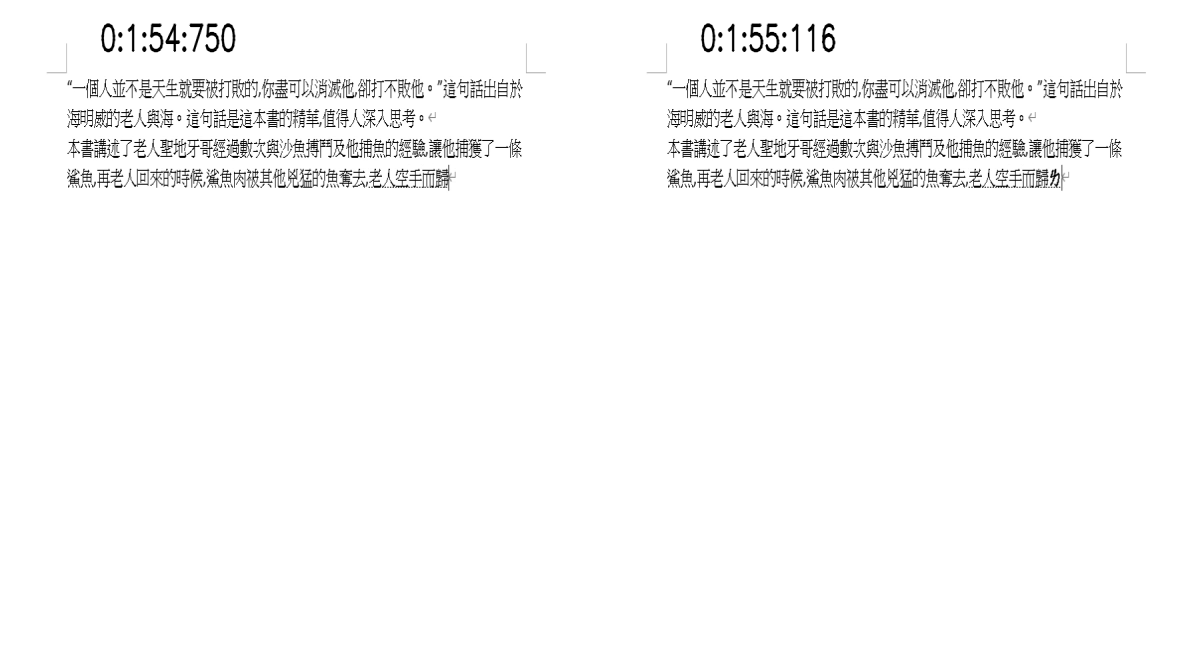 0:1:54:750
“一個人並不是天生就要被打敗的,你盡可以消滅他,卻打不敗他。”這句話出自於
海明威的老人與海。這句話是這本書的精華,值得人深入思考。
本書講述了老人聖地牙哥經過數次與沙魚搏鬥及他捕魚的經驗,讓他捕獲了一條
鯊魚,再老人回來的時候,鯊魚肉被其他兇猛的魚奪去,老人空手而歸
0:1:55:116
“一個人並不是天生就要被打敗的,你盡可以消滅他,卻打不敗他。”這句話出自於
海明威的老人與海。這句話是這本書的精華,值得人深入思考。
本書講述了老人聖地牙哥經過數次與沙魚搏鬥及他捕魚的經驗,讓他捕獲了一條
鯊魚,再老人回來的時候,鯊魚肉被其他兇猛的魚奪去,老人空手而歸ㄌ